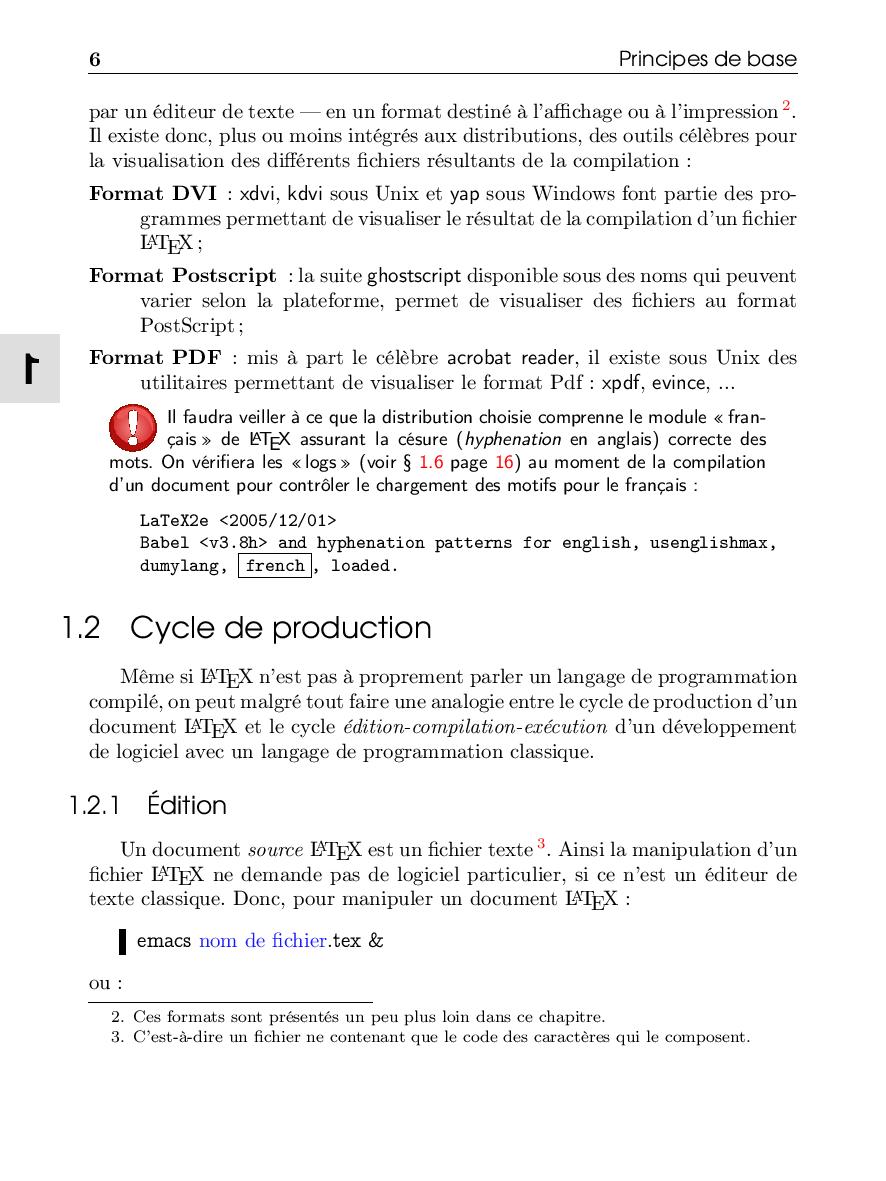 6 Principes de base
par un éditeur de texte — en un format destiné à l'affichage ou à l'impression 2.
Il existe donc, plus ou moins intégrés aux distributions, des outils célèbres pour
la visualisation des différents fichiers résultants de la compilation :
Format DVI : xdvi, kdvi sous Unix et yap sous Windows font partie des pro-
grammes permettant de visualiser le résultat de la compilation d'un fichier
LATEX ;
Format Postscript : la suite ghostscript disponible sous des noms qui peuvent
varier selon la plateforme, permet de visualiser des fichiers au format
PostScript ;
1
Format PDF : mis à part le célèbre acrobat reader, il existe sous Unix des
utilitaires permettant de visualiser le format Pdf : xpdf, evince, ...
Il faudra veiller à ce que la distribution choisie comprenne le module « fran-
çais » de LATEX assurant la césure (hyphenation en anglais) correcte des
mots. On vérifiera les « logs » (voir § 1.6 page 16) au moment de la compilation
d'un document pour contrôler le chargement des motifs pour le français :
LaTeX2e <2005/12/01>
Babel <v3.8h> and hyphenation patterns for english, usenglishmax,
dumylang, french, loaded.
1.2 Cycle de production
Même si LATEX n'est pas à proprement parler un langage de programmation
compilé, on peut malgré tout faire une analogie entre le cycle de production d'un
document LATEX et le cycle édition-compilation-exécution d'un développement
de logiciel avec un langage de programmation classique.
1.2.1 Édition
Un document source LATEX est un fichier texte 3. Ainsi la manipulation d'un
fichier LATEX ne demande pas de logiciel particulier, si ce n'est un éditeur de
texte classique. Donc, pour manipuler un document LATEX :
emacs nom de fichier.tex &
ou :
2. Ces formats sont présentés un peu plus loin dans ce chapitre.
3. C'est-à-dire un fichier ne contenant que le code des caractères qui le composent.